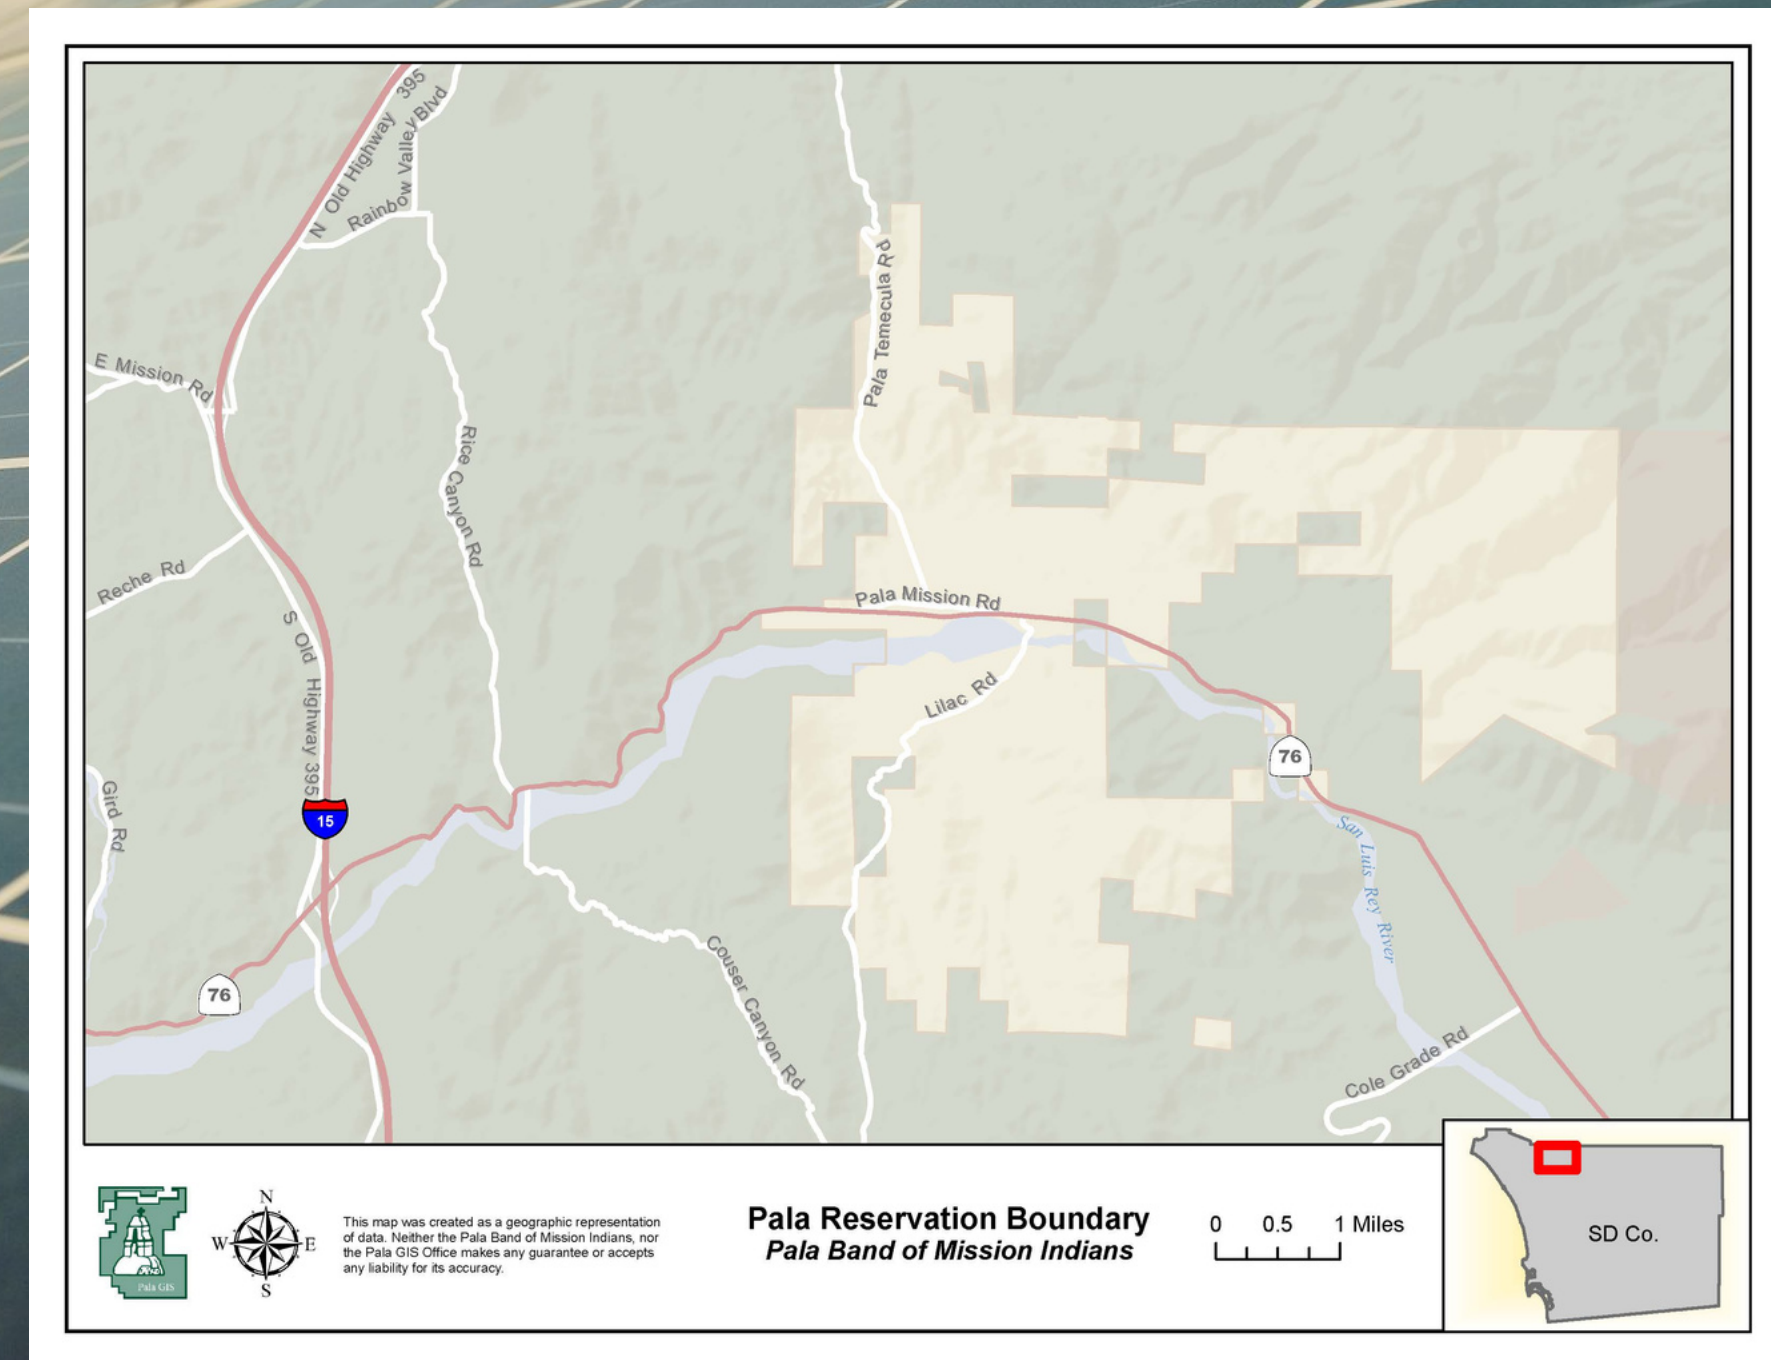 N Old Highway 395
Rainbow Valley Blvd
Pala Temecula Rd
E Mission Rd
Rice Canyon Rd
Reche Rd
Pala Mission Rd
S Old Highway 395
Lilac Rd
76
Gird Rd
15
San Luis Rey River
76
Couser Canyon Rd
Cole Grade Rd
Pala GIS
N
W
E
S
This map was created as a geographic representation
of data. Neither the Pala Band of Mission Indians, nor
the Pala GIS Office makes any guarantee or accepts
any liability for its accuracy.
Pala Reservation Boundary
Pala Band of Mission Indians
0 0.5 1 Miles
SD Co.